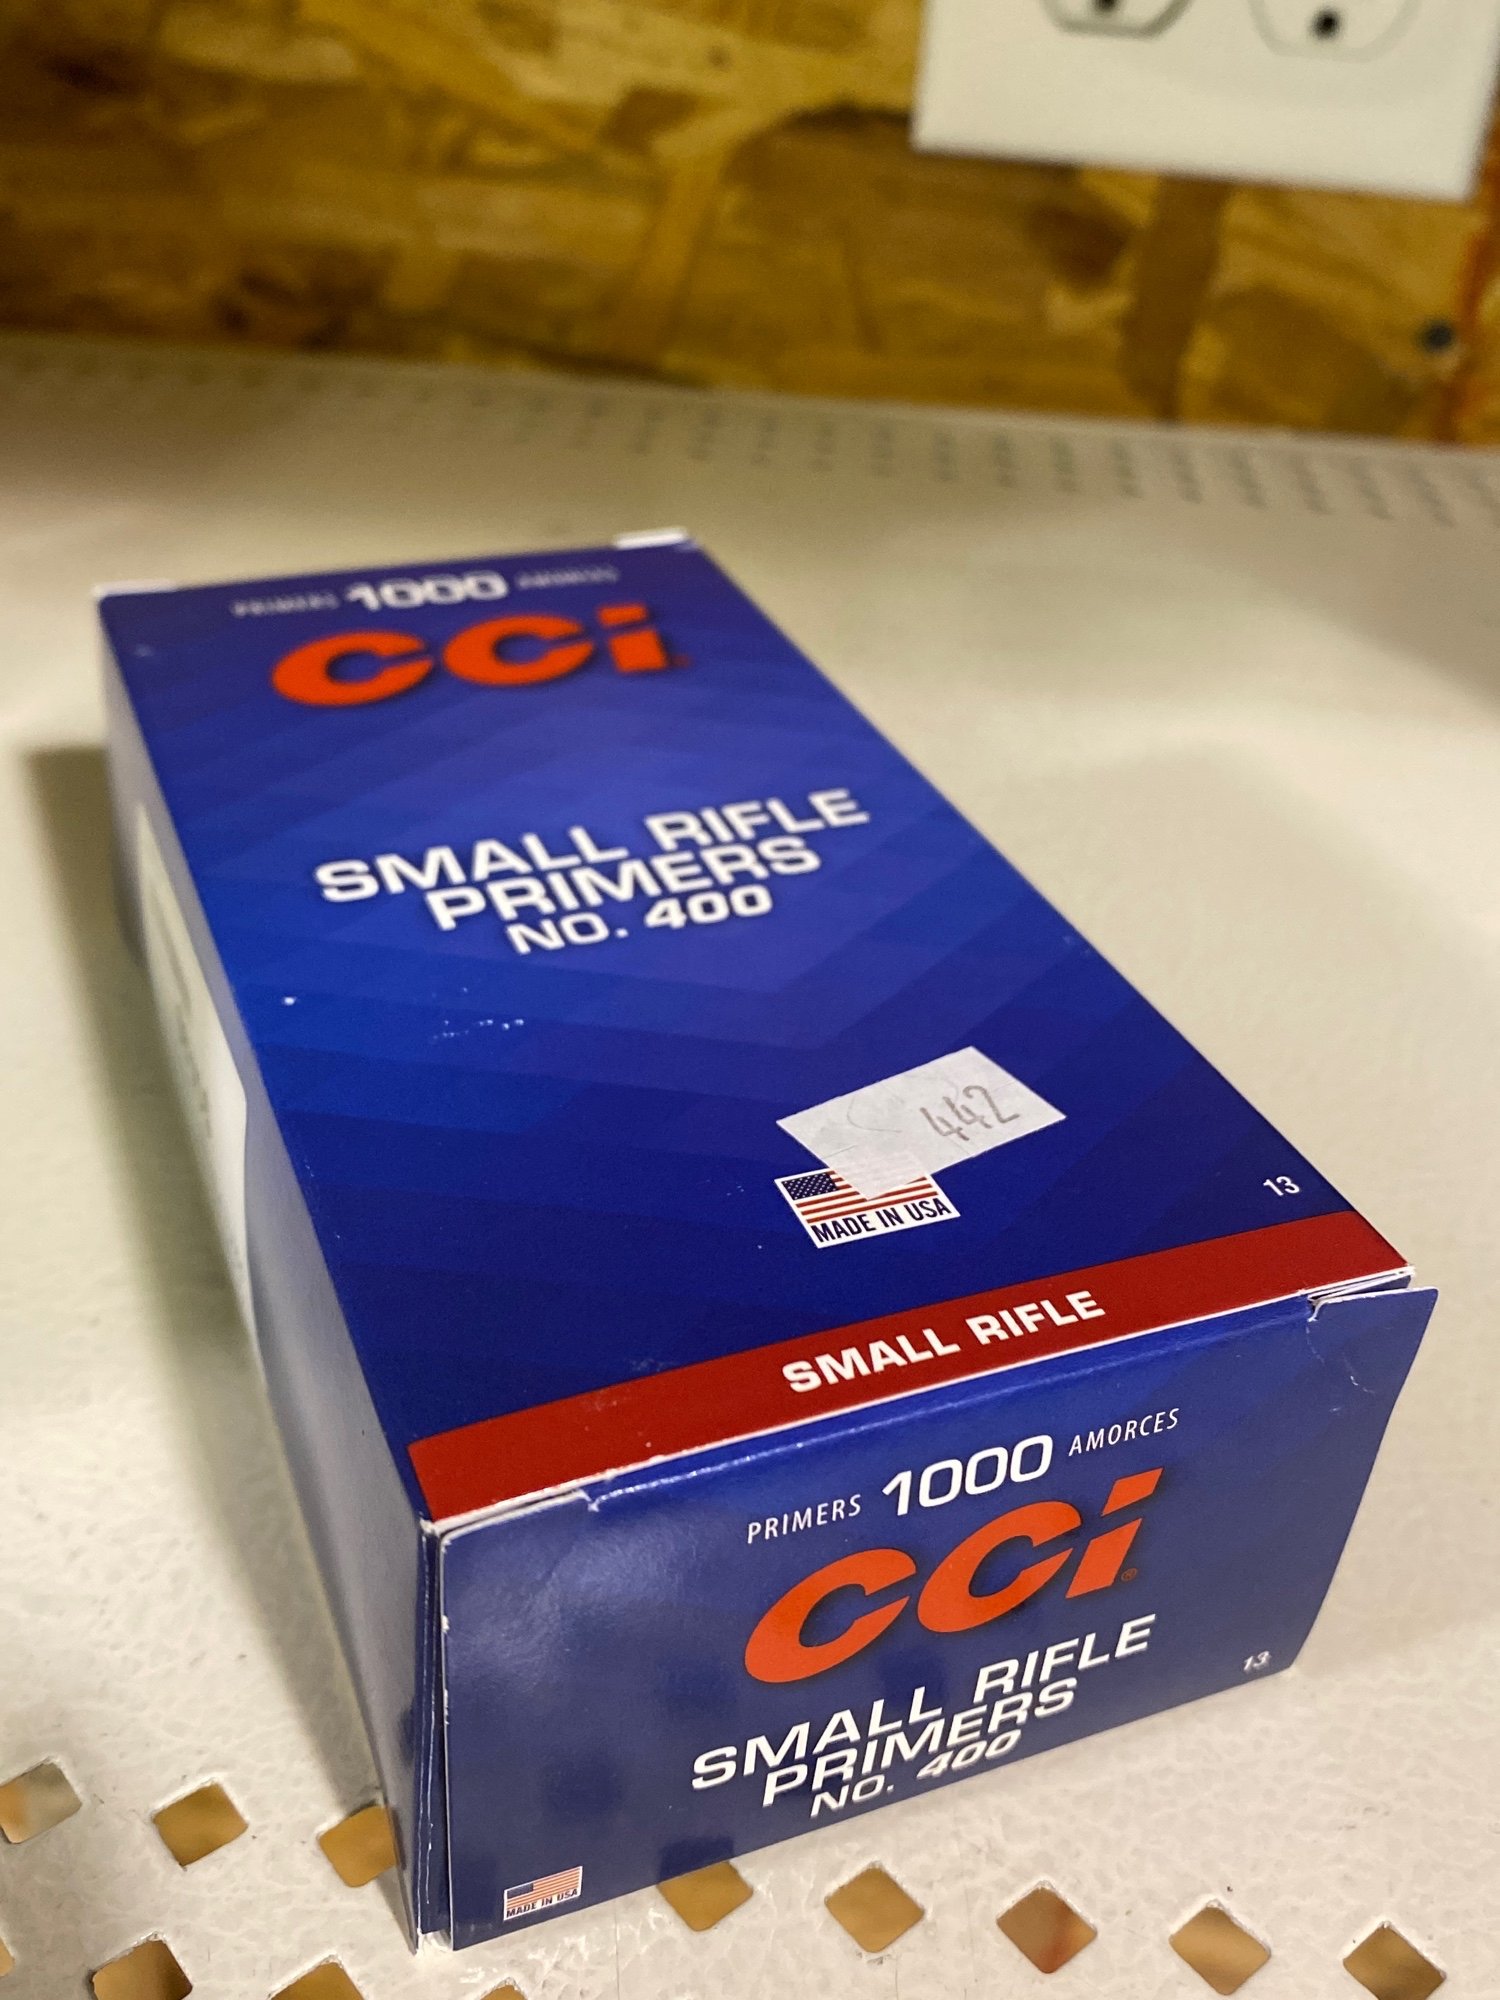 PRIMERS 1000 AMORCES
CCi
SMALL RIFLE
PRIMERS
NO. 400
442
MADE IN USA
13
SMALL RIFLE
PRIMERS 1000 AMORCES
CCi®
SMALL RIFLE
PRIMERS
NO. 400
13
MADE IN USA